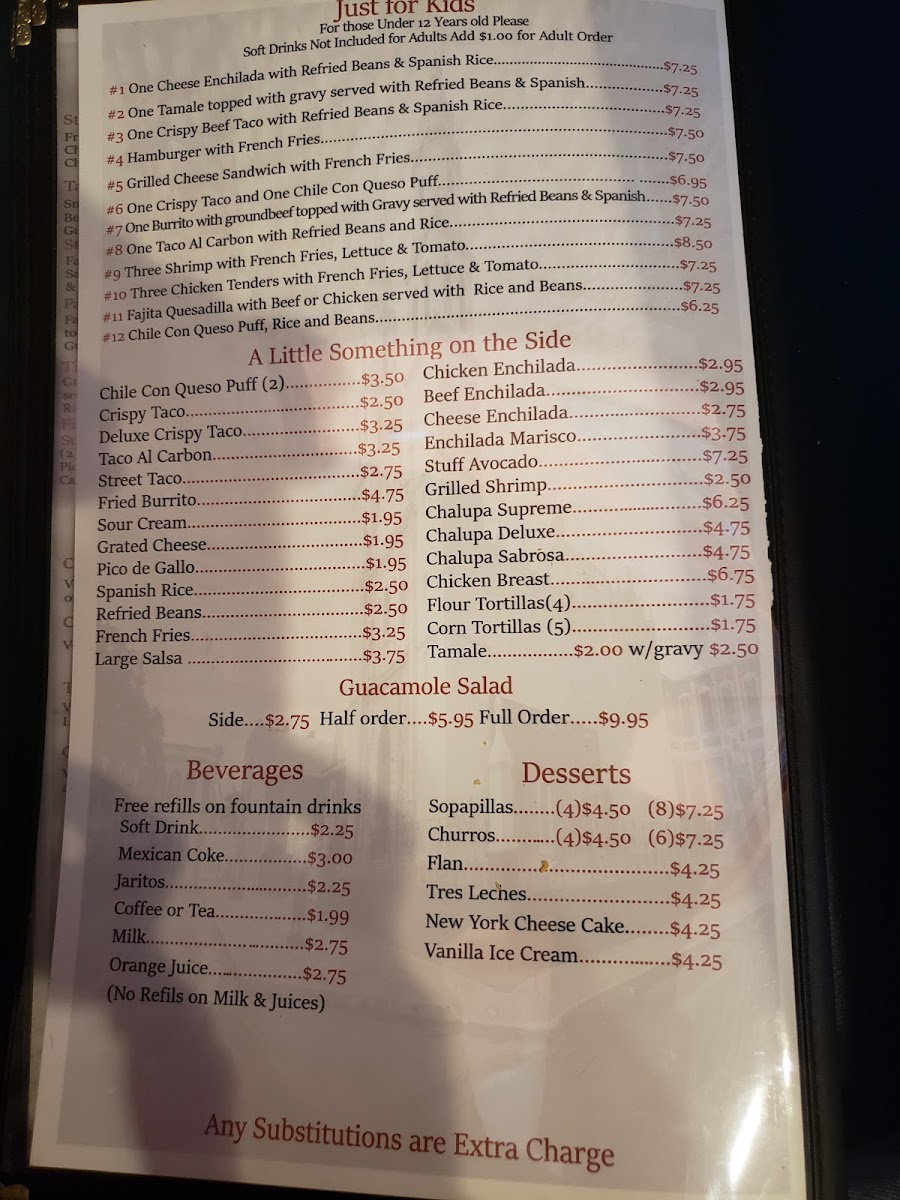 Just for Kids
For those Under 12 Years old Please
Soft Drinks Not Included for Adults Add $1.00 for Adult Order
#1 One Cheese Enchilada with Refried Beans & Spanish Rice.....$7.25
#2 One Tamale topped with gravy served with Refried Beans & Spanish.....$7.25
#3 One Crispy Beef Taco with Refried Beans & Spanish Rice.....$7.25
#4 Hamburger with French Fries.....$7.50
#5 Grilled Cheese Sandwich with French Fries.....$7.50
#6 One Crispy Taco and One Chile Con Queso Puff.....$6.95
#7 One Burrito with groundbeef topped with Gravy served with Refried Beans & Spanish.....$7.50
#8 One Taco Al Carbon with Refried Beans and Rice.....$7.25
#9 Three Shrimp with French Fries, Lettuce & Tomato.....$8.50
#10 Three Chicken Tenders with French Fries, Lettuce & Tomato.....$7.25
#11 Fajita Quesadilla with Beef or Chicken served with Rice and Beans.....$7.25
#12 Chile Con Queso Puff, Rice and Beans.....$6.25
A Little Something on the Side
Chile Con Queso Puff (2).....$3.50
Crispy Taco.....$2.50
Deluxe Crispy Taco.....$3.25
Taco Al Carbon.....$3.25
Street Taco.....$2.75
Fried Burrito.....$4.75
Sour Cream.....$1.95
Grated Cheese.....$1.95
Pico de Gallo.....$1.95
Spanish Rice.....$2.50
Refried Beans.....$2.50
French Fries.....$3.25
Large Salsa .....$3.75
Chicken Enchilada.....$2.95
Beef Enchilada.....$2.95
Cheese Enchilada.....$2.75
Enchilada Marisco.....$3.75
Stuff Avocado.....$7.25
Grilled Shrimp.....$2.50
Chalupa Supreme.....$6.25
Chalupa Deluxe.....$4.75
Chalupa Sabrosa.....$4.75
Chicken Breast.....$6.75
Flour Tortillas(4).....$1.75
Corn Tortillas (5).....$1.75
Tamale.....$2.00 w/gravy $2.50
Guacamole Salad
Side....$2.75 Half order....$5.95 Full Order.....$9.95
Beverages
Free refills on fountain drinks
Soft Drink.....$2.25
Mexican Coke.....$3.00
Jaritos.....$2.25
Coffee or Tea.....$1.99
Milk.....$2.75
Orange Juice.....$2.75
(No Refils on Milk & Juices)
Desserts
Sopapillas........(4)$4.50 (8)$7.25
Churros...........(4)$4.50 (6)$7.25
Flan.....$4.25
Tres Leches.....$4.25
New York Cheese Cake........$4.25
Vanilla Ice Cream.....$4.25
Any Substitutions are Extra Charge